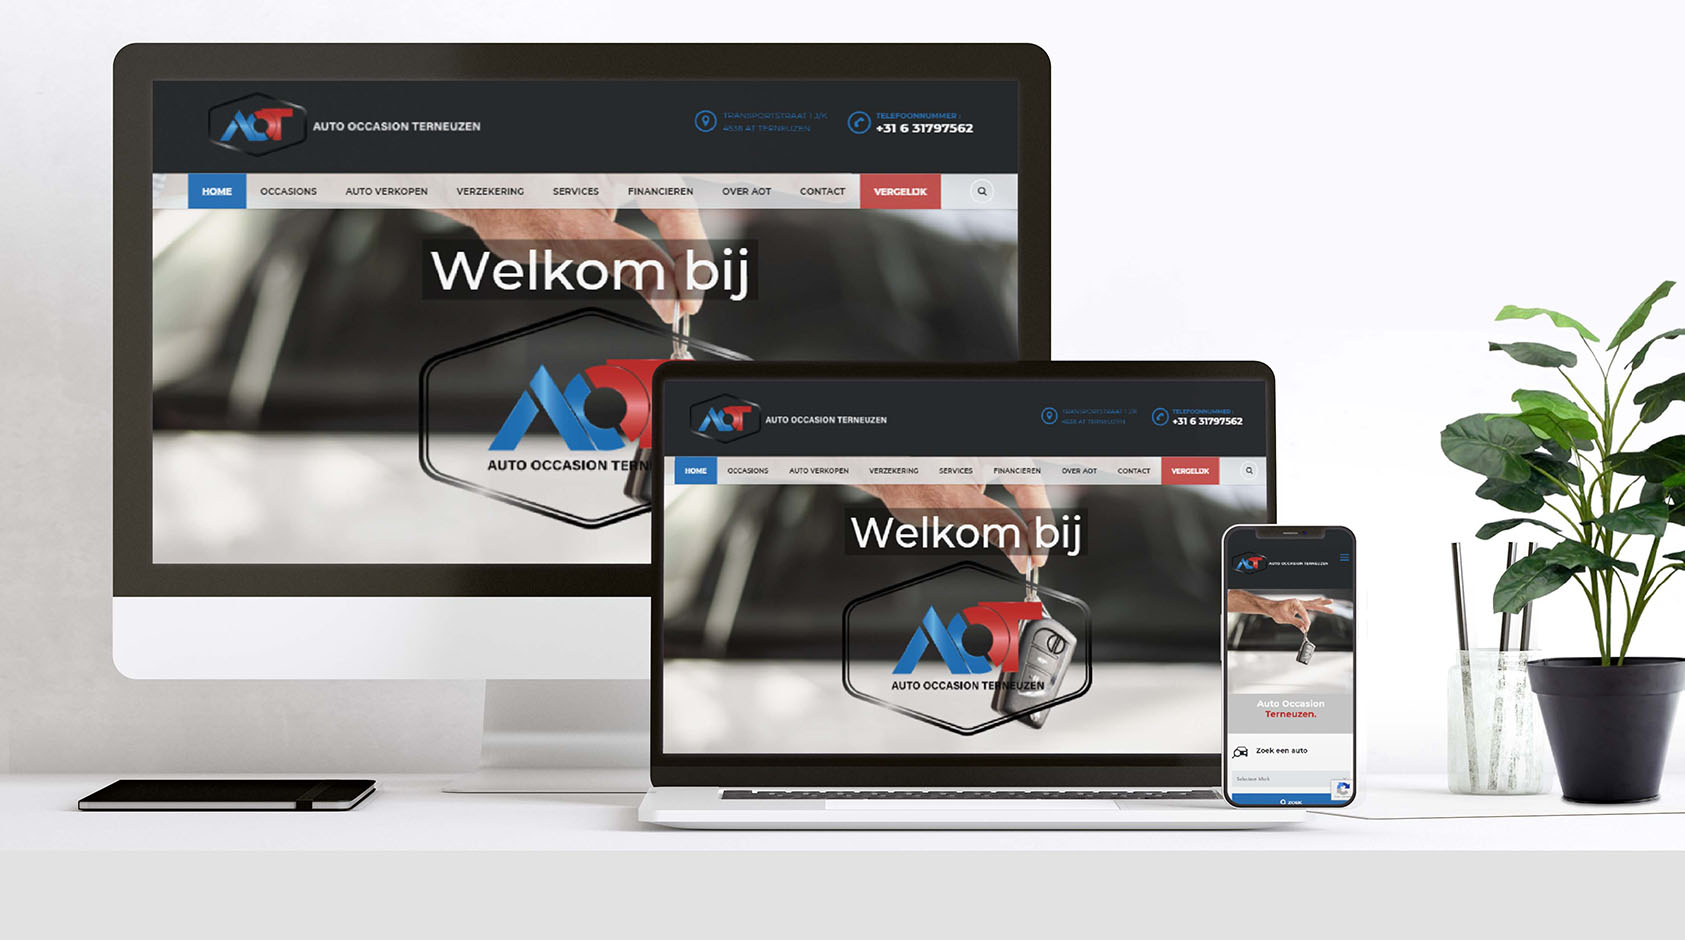 AOT
AUTO OCCASION TERNEUZEN
TRANSPORTSTRAAT 1 J/K
4538 AT TERNEUZEN
TELEFOONNUMMER :
+31 6 31797562
HOME OCCASIONS AUTO VERKOPEN VERZEKERING SERVICES FINANCIEREN OVER AOT CONTACT VERGELIJK
Welkom bij
AOT
AUTO OCCASION TERN
AOT
AUTO OCCASION TERNEUZEN
TRANSPORTSTRAAT 1 J/K
4538 AT TERNEUZEN
TELEFOONNUMMER :
+31 6 31797562
HOME OCCASIONS AUTO VERKOPEN VERZEKERING SERVICES FINANCIEREN OVER AOT CONTACT VERGELIJK
Welkom bij
AOT
AUTO OCCASION TERNEUZEN
AOT
AUTO OCCASION TERNEUZEN
Auto Occasion
Terneuzen.
Zoek een auto
Selecteer Merk
ZOEK